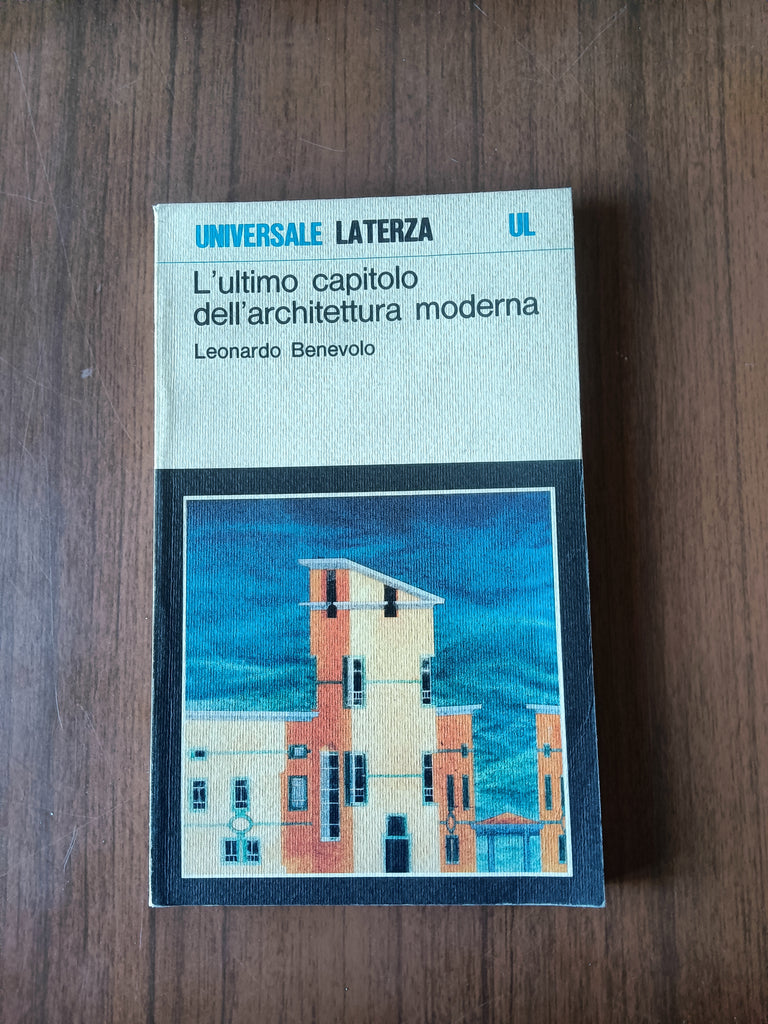 UNIVERSALE LATERZA UL
L'ultimo capitolo
dell'architettura moderna
Leonardo Benevolo